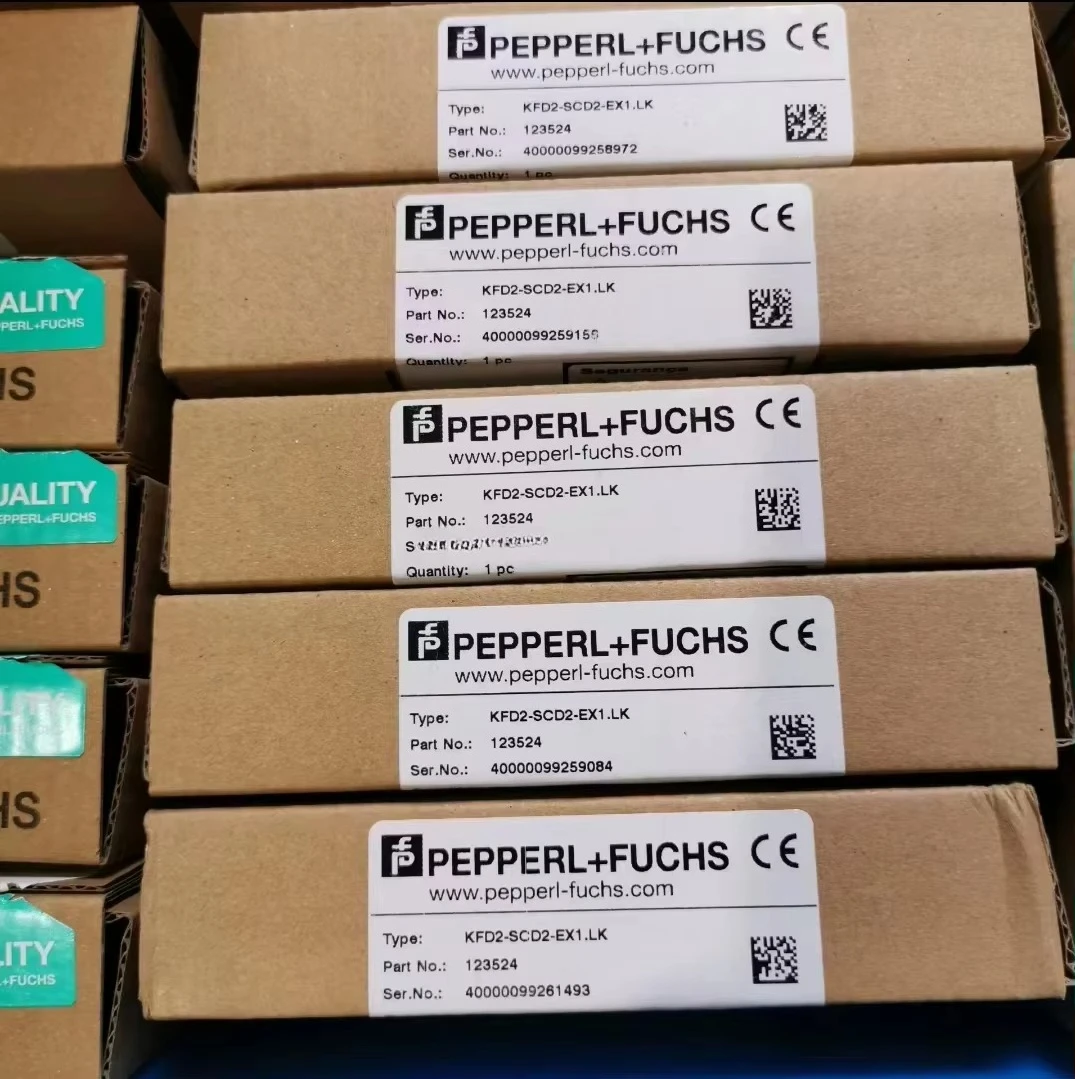 PEPPERL+FUCHS CE
www.pepperl-fuchs.com
Type: KFD2-SCD2-EX1.LK
Part No.: 123524
Ser.No.: 40000099258972
Quantity: 1 pc
PEPPERL+FUCHS CE
www.pepperl-fuchs.com
Type: KFD2-SCD2-EX1.LK
Part No.: 123524
Ser.No.: 40000099259155
Quantity: 1 pc
Segurança
PEPPERL+FUCHS CE
www.pepperl-fuchs.com
Type: KFD2-SCD2-EX1.LK
Part No.: 123524
Quantity: 1 pc
PEPPERL+FUCHS CE
www.pepperl-fuchs.com
Type: KFD2-SCD2-EX1.LK
Part No.: 123524
Ser.No.: 40000099259084
PEPPERL+FUCHS CE
www.pepperl-fuchs.com
Type: KFD2-SCD2-EX1.LK
Part No.: 123524
Ser.No.: 40000099261493
ALITY
PERL+FUCHS
HS
UALITY
EPPERL+FUCHS
HS
HS
LITY
L+FUCHS